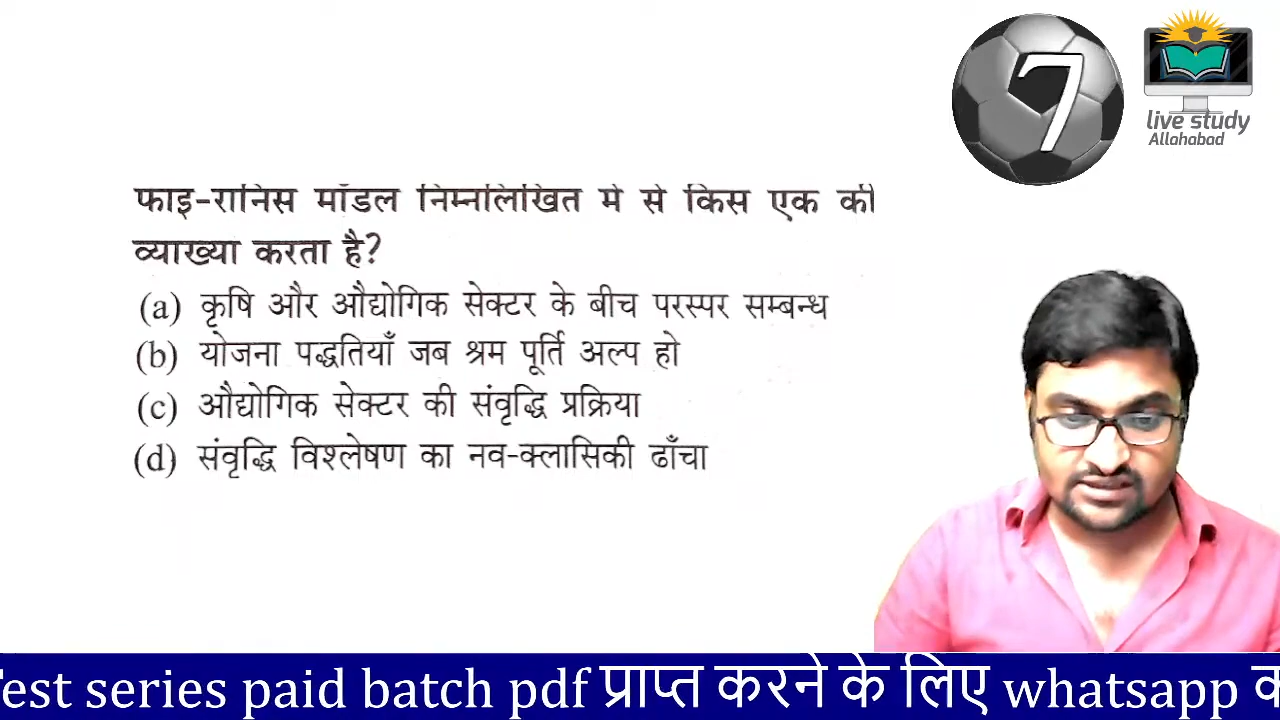 7
live study
Allahabad
फाइ-रानिस मॉडल निम्नलिखित में से किस एक की
व्याख्या करता है?
(a) कृषि और औद्योगिक सेक्टर के बीच परस्पर सम्बन्ध
(b) योजना पद्धतियाँ जब श्रम पूर्ति अल्प हो
(c) औद्योगिक सेक्टर की संवृद्धि प्रक्रिया
(d) संवृद्धि विश्लेषण का नव-क्लासिकी ढाँचा
Test series paid batch pdf प्राप्त करने के लिए whatsapp